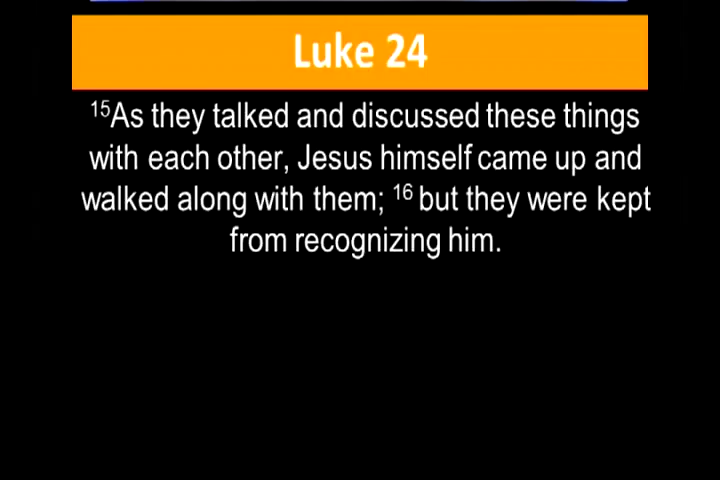 Luke 24
¹⁵As they talked and discussed these things
with each other, Jesus himself came up and
walked along with them; ¹⁶ but they were kept
from recognizing him.